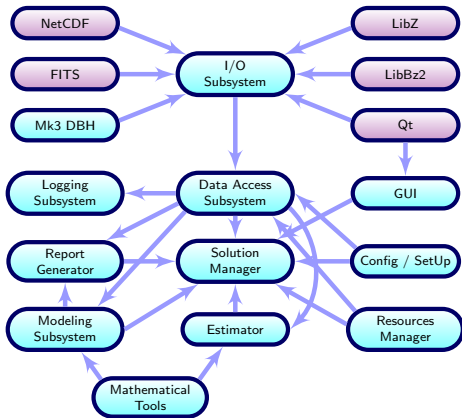 NetCDF
LibZ
I/O
Subsystem
FITS
LibBz2
Mk3 DBH
Qt
Logging
Subsystem
Data Access
Subsystem
GUI
Report
Generator
Solution
Manager
Config / SetUp
Modeling
Subsystem
Estimator
Resources
Manager
Mathematical
Tools